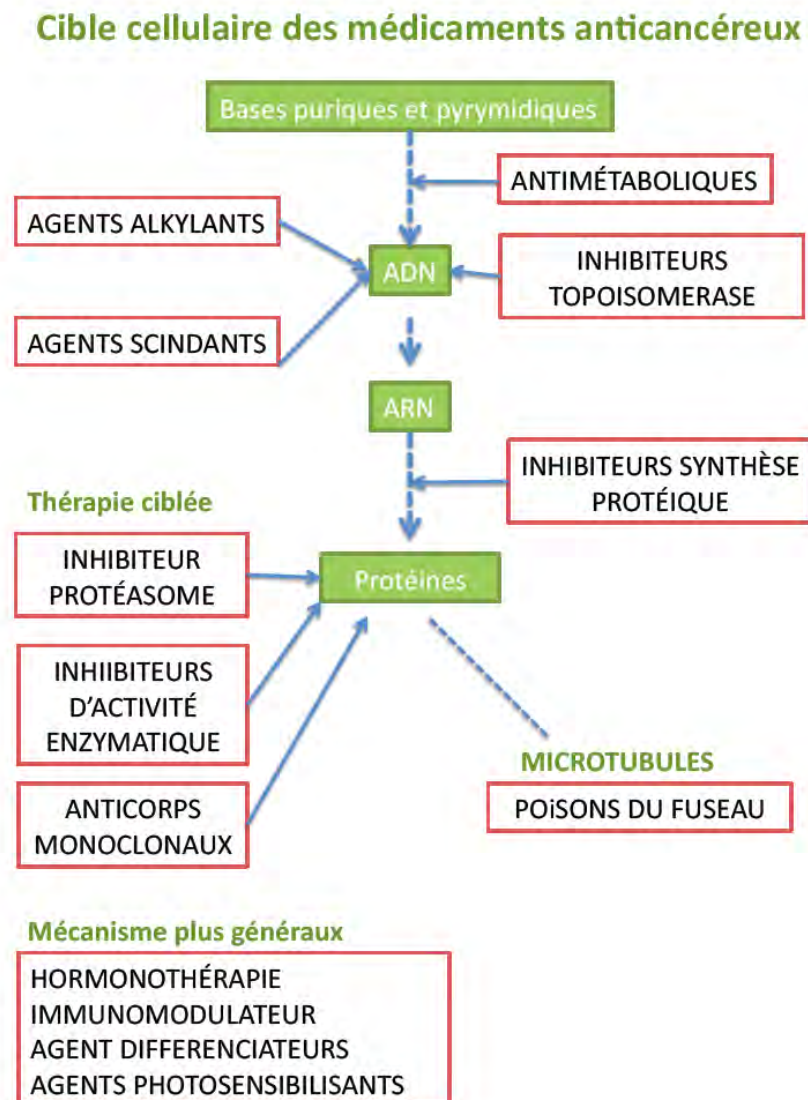 Cible cellulaire des médicaments anticancéreux
Bases puriques et pyrymidiques
ANTIMÉTABOLIQUES
AGENTS ALKYLANTS
ADN
INHIBITEURS
TOPOISOMERASE
AGENTS SCINDANTS
ARN
INHIBITEURS SYNTHÈSE
PROTÉIQUE
Thérapie ciblée
INHIBITEUR
PROTÉASOME
Protéines
INHIIBITEURS
D'ACTIVITÉ
ENZYMATIQUE
MICROTUBULES
POiSONS DU FUSEAU
ANTICORPS
MONOCLONAUX
Mécanisme plus généraux
HORMONOTHÉRAPIE
IMMUNOMODULATEUR
AGENT DIFFERENCIATEURS
AGENTS PHOTOSENSIBILISANTS